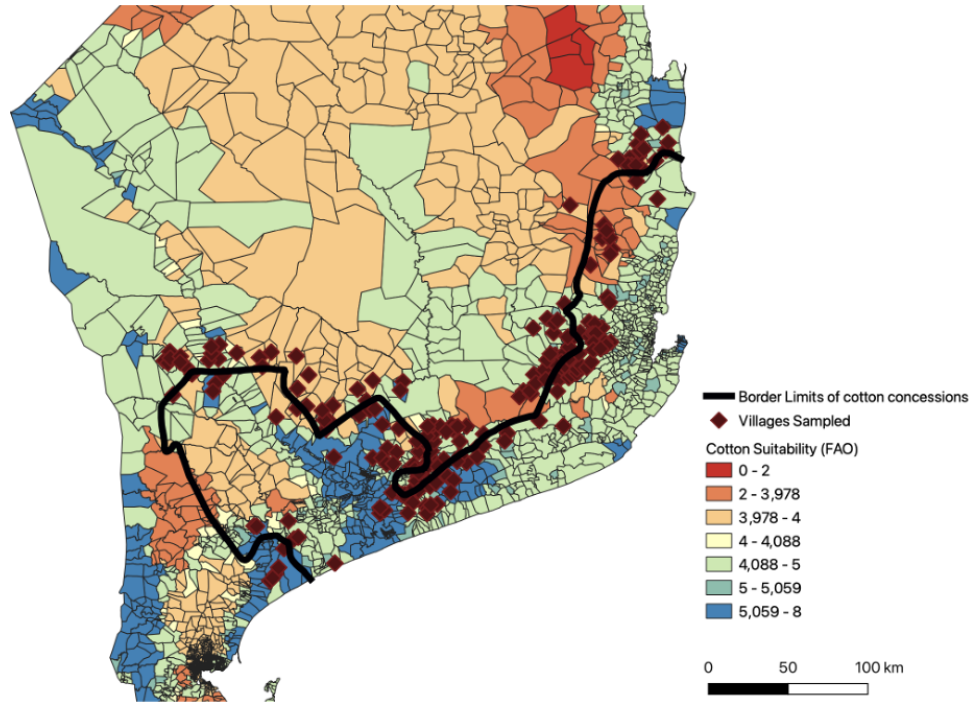 Border Limits of cotton concessions
Villages Sampled
Cotton Suitability (FAO)
0 - 2
2 - 3,978
3,978 - 4
4 - 4,088
4,088 - 5
5 - 5,059
5,059 - 8
0 50 100 km